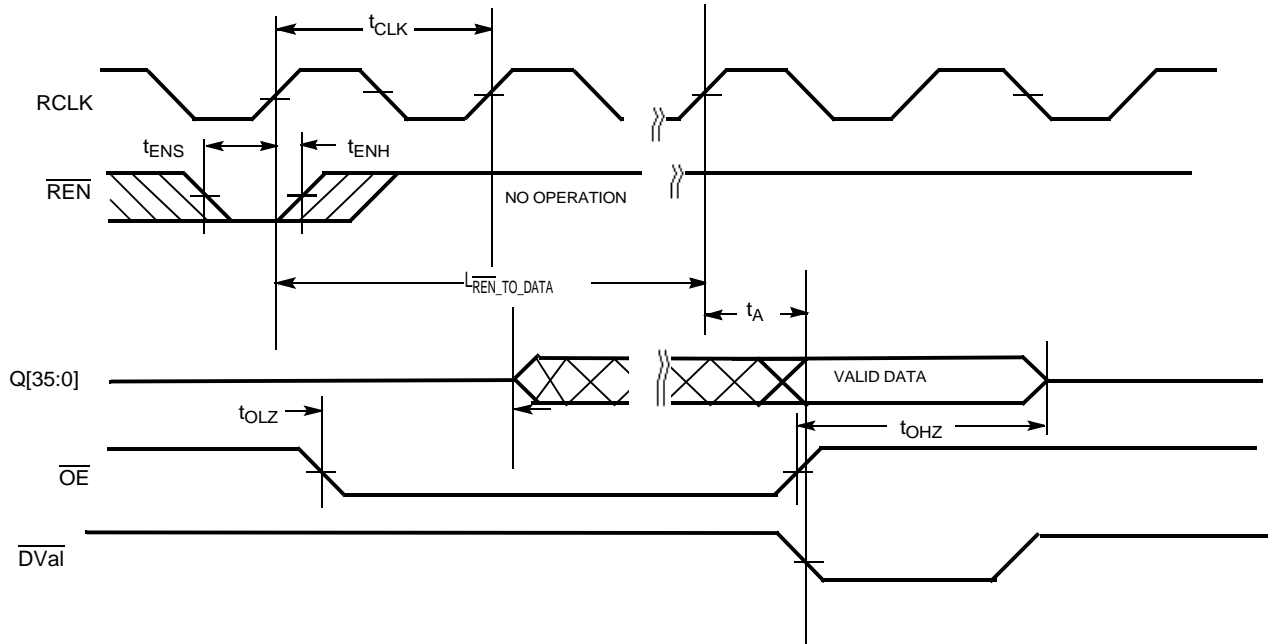 tCLK
RCLK
tENS
tENH
REN
NO OPERATION
LREN_TO_DATA
tA
Q[35:0]
VALID DATA
tOLZ
tOHZ
OE
DVal